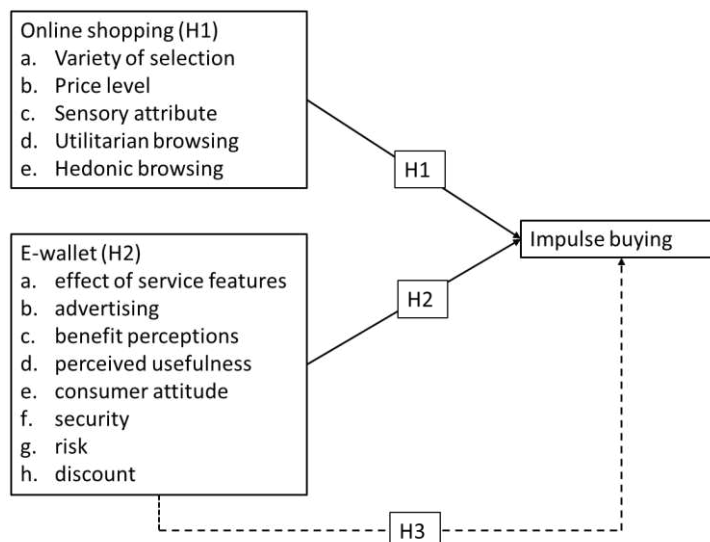 Online shopping (H1)
a. Variety of selection
b. Price level
c. Sensory attribute
d. Utilitarian browsing
e. Hedonic browsing
H1
Impulse buying
E-wallet (H2)
a. effect of service features
b. advertising
c. benefit perceptions
d. perceived usefulness
e. consumer attitude
f. security
g. risk
h. discount
H2
H3